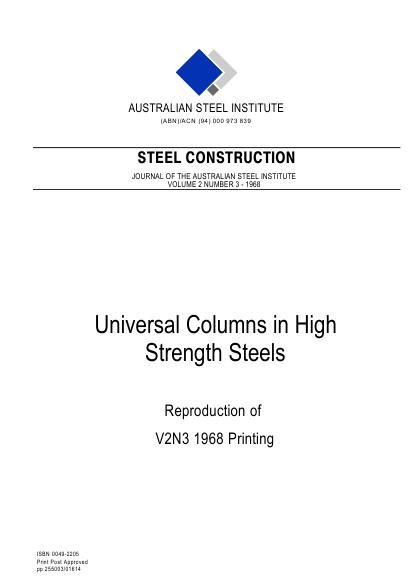 AUSTRALIAN STEEL INSTITUTE
(ABN)/ACN (94) 000 973 839
STEEL CONSTRUCTION
JOURNAL OF THE AUSTRALIAN STEEL INSTITUTE
VOLUME 2 NUMBER 3 - 1968
Universal Columns in High
Strength Steels
Reproduction of
V2N3 1968 Printing
ISBN 0049-2205
Print Post Approved
pp 255003/01614